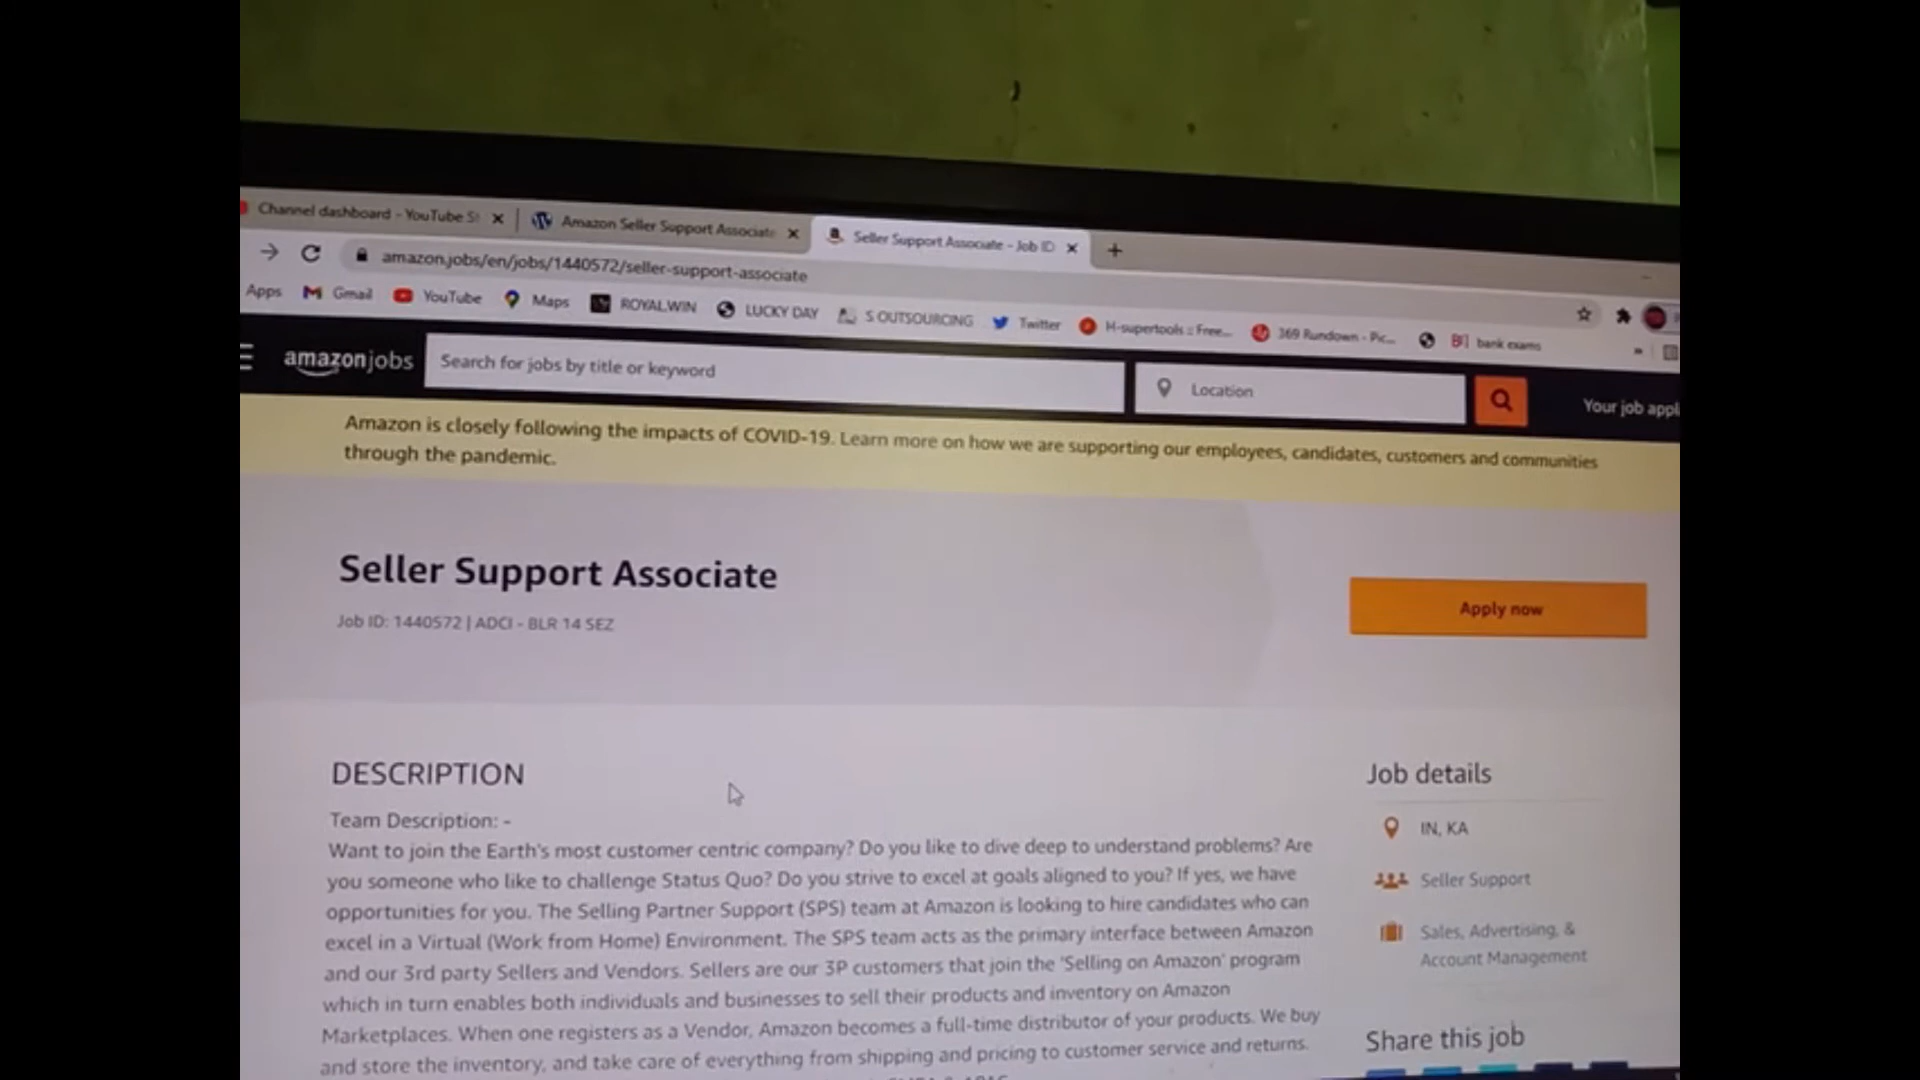 Channel dashboard - YouTube St
Amazon Seller Support Associate
Seller Support Associate - Job ID
amazon.jobs/en/jobs/1440572/seller-support-associate
Apps Gmail YouTube Maps ROYAL WIN LUCKY DAY S OUTSOURCING Twitter H-supertools :: Free... 369 Rundown - Pic... bank exams
amazonjobs
Search for jobs by title or keyword
Location
Your job appl
Amazon is closely following the impacts of COVID-19. Learn more on how we are supporting our employees, candidates, customers and communities
through the pandemic.
Seller Support Associate
Job ID: 1440572 | ADCI - BLR 14 SEZ
Apply now
DESCRIPTION
Team Description: -
Want to join the Earth's most customer centric company? Do you like to dive deep to understand problems? Are
you someone who like to challenge Status Quo? Do you strive to excel at goals aligned to you? If yes, we have
opportunities for you. The Selling Partner Support (SPS) team at Amazon is looking to hire candidates who can
excel in a Virtual (Work from Home) Environment. The SPS team acts as the primary interface between Amazon
and our 3rd party Sellers and Vendors. Sellers are our 3P customers that join the 'Selling on Amazon' program
which in turn enables both individuals and businesses to sell their products and inventory on Amazon
Marketplaces. When one registers as a Vendor, Amazon becomes a full-time distributor of your products. We buy
and store the inventory, and take care of everything from shipping and pricing to customer service and returns.
Job details
IN, KA
Seller Support
Sales, Advertising, &
Account Management
Share this job